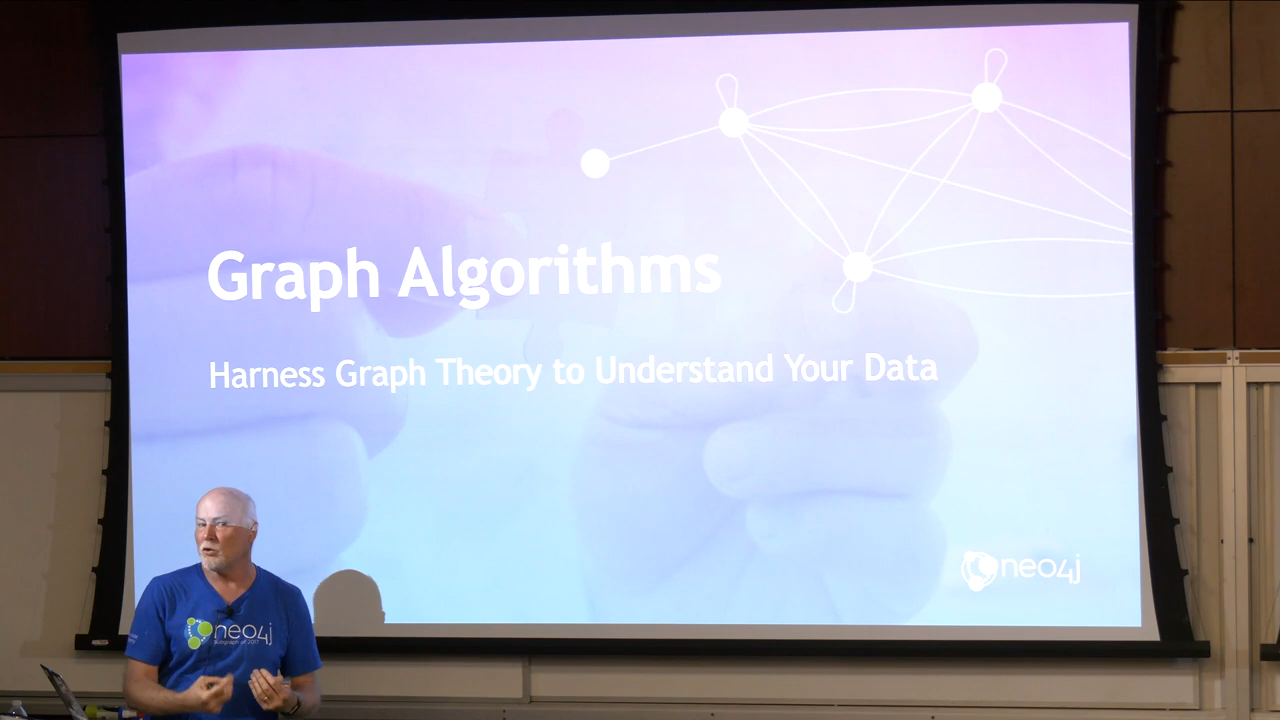 Graph Algorithms
Harness Graph Theory to Understand Your Data
neo4j
neo4j